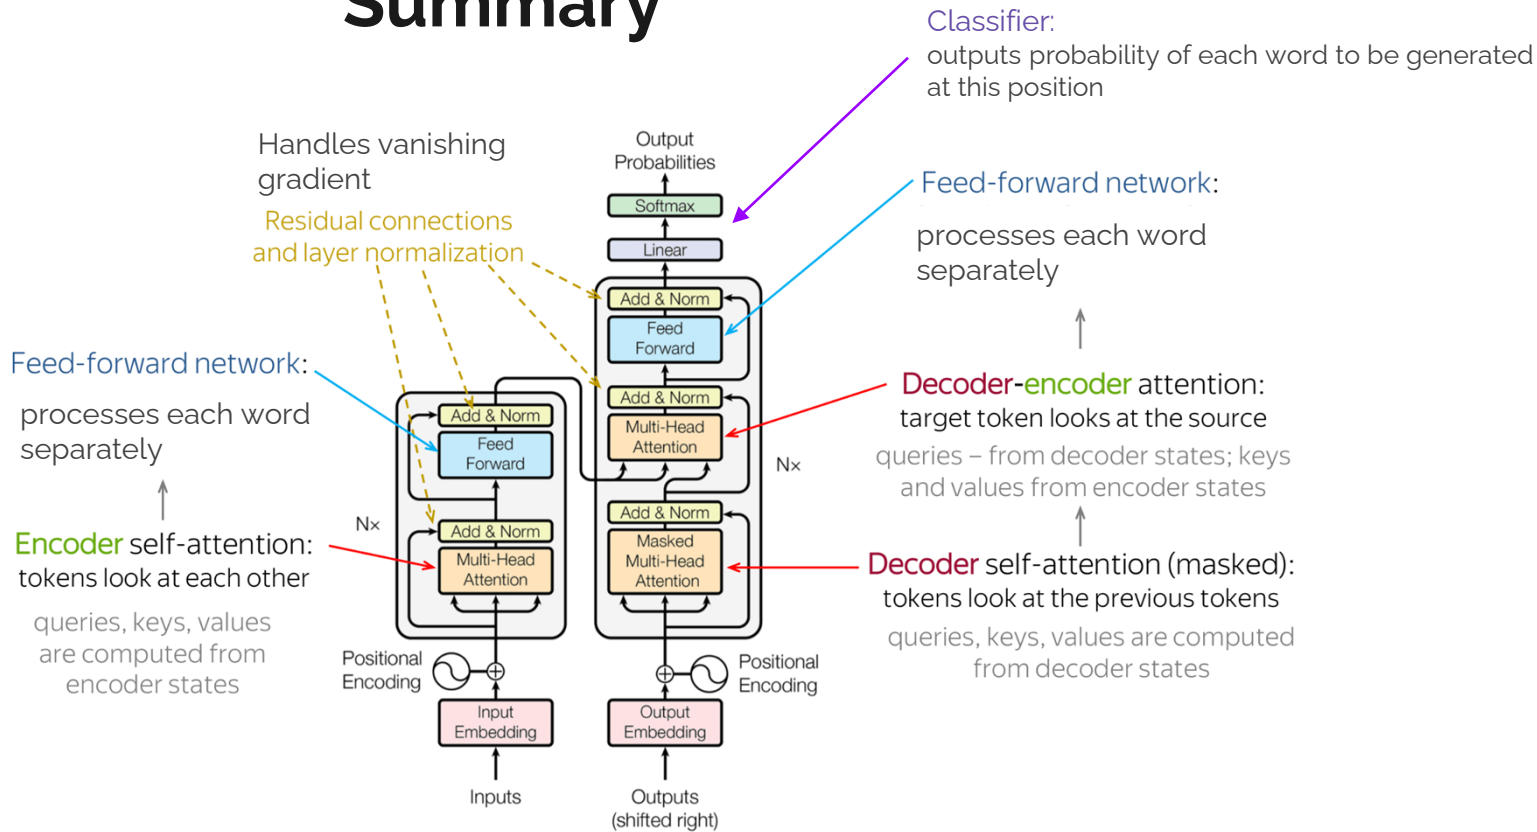 Summary
Classifier:
outputs probability of each word to be generated
at this position
Handles vanishing
gradient
Residual connections
and layer normalization
Output
Probabilities
Softmax
Linear
Add & Norm
Feed
Forward
Add & Norm
Multi-Head
Attention
Nx
Add & Norm
Masked
Multi-Head
Attention
Positional
Encoding
Output
Embedding
Outputs
(shifted right)
Feed-forward network:
processes each word
separately
Decoder-encoder attention:
target token looks at the source
queries – from decoder states; keys
and values from encoder states
Decoder self-attention (masked):
tokens look at the previous tokens
queries, keys, values are computed
from decoder states
Feed-forward network:
processes each word
separately
Encoder self-attention:
tokens look at each other
queries, keys, values
are computed from
encoder states
Add & Norm
Feed
Forward
Nx
Add & Norm
Multi-Head
Attention
Positional
Encoding
Input
Embedding
Inputs